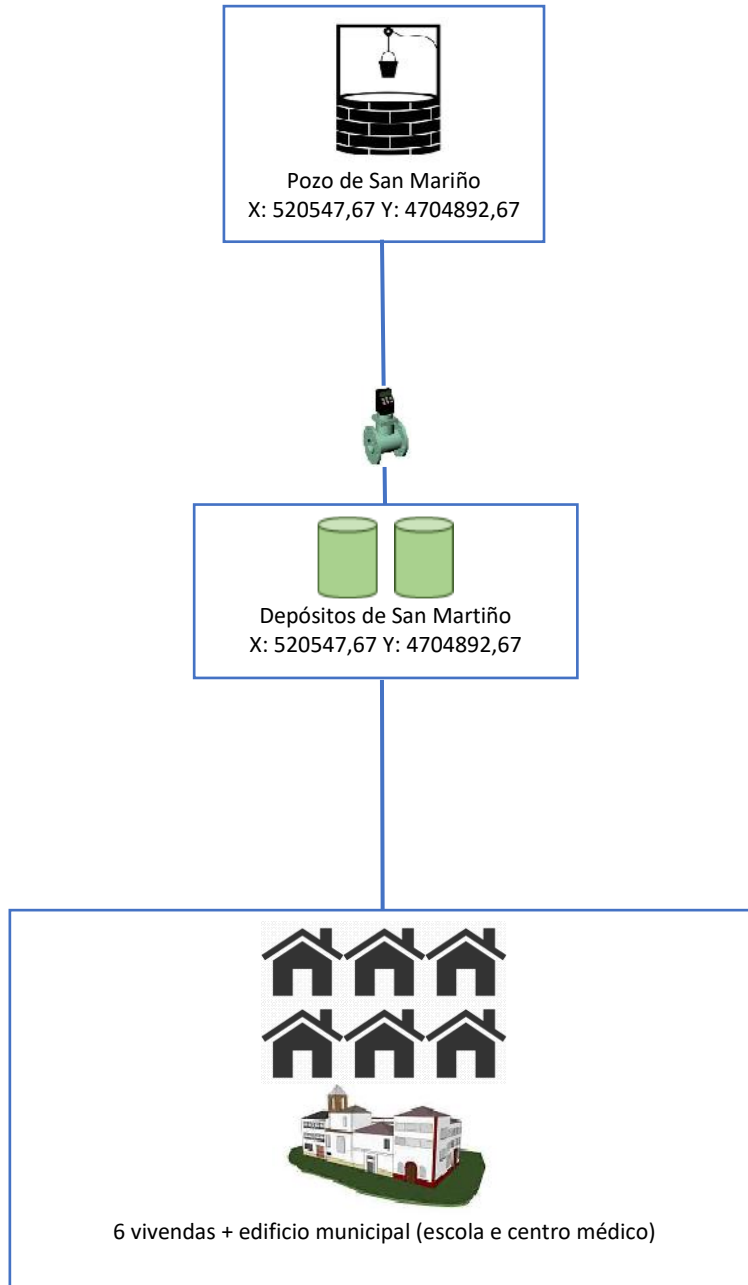 Pozo de San Mariño
X: 520547,67 Y: 4704892,67
Depósitos de San Martiño
X: 520547,67 Y: 4704892,67
6 vivendas + edificio municipal (escola e centro médico)